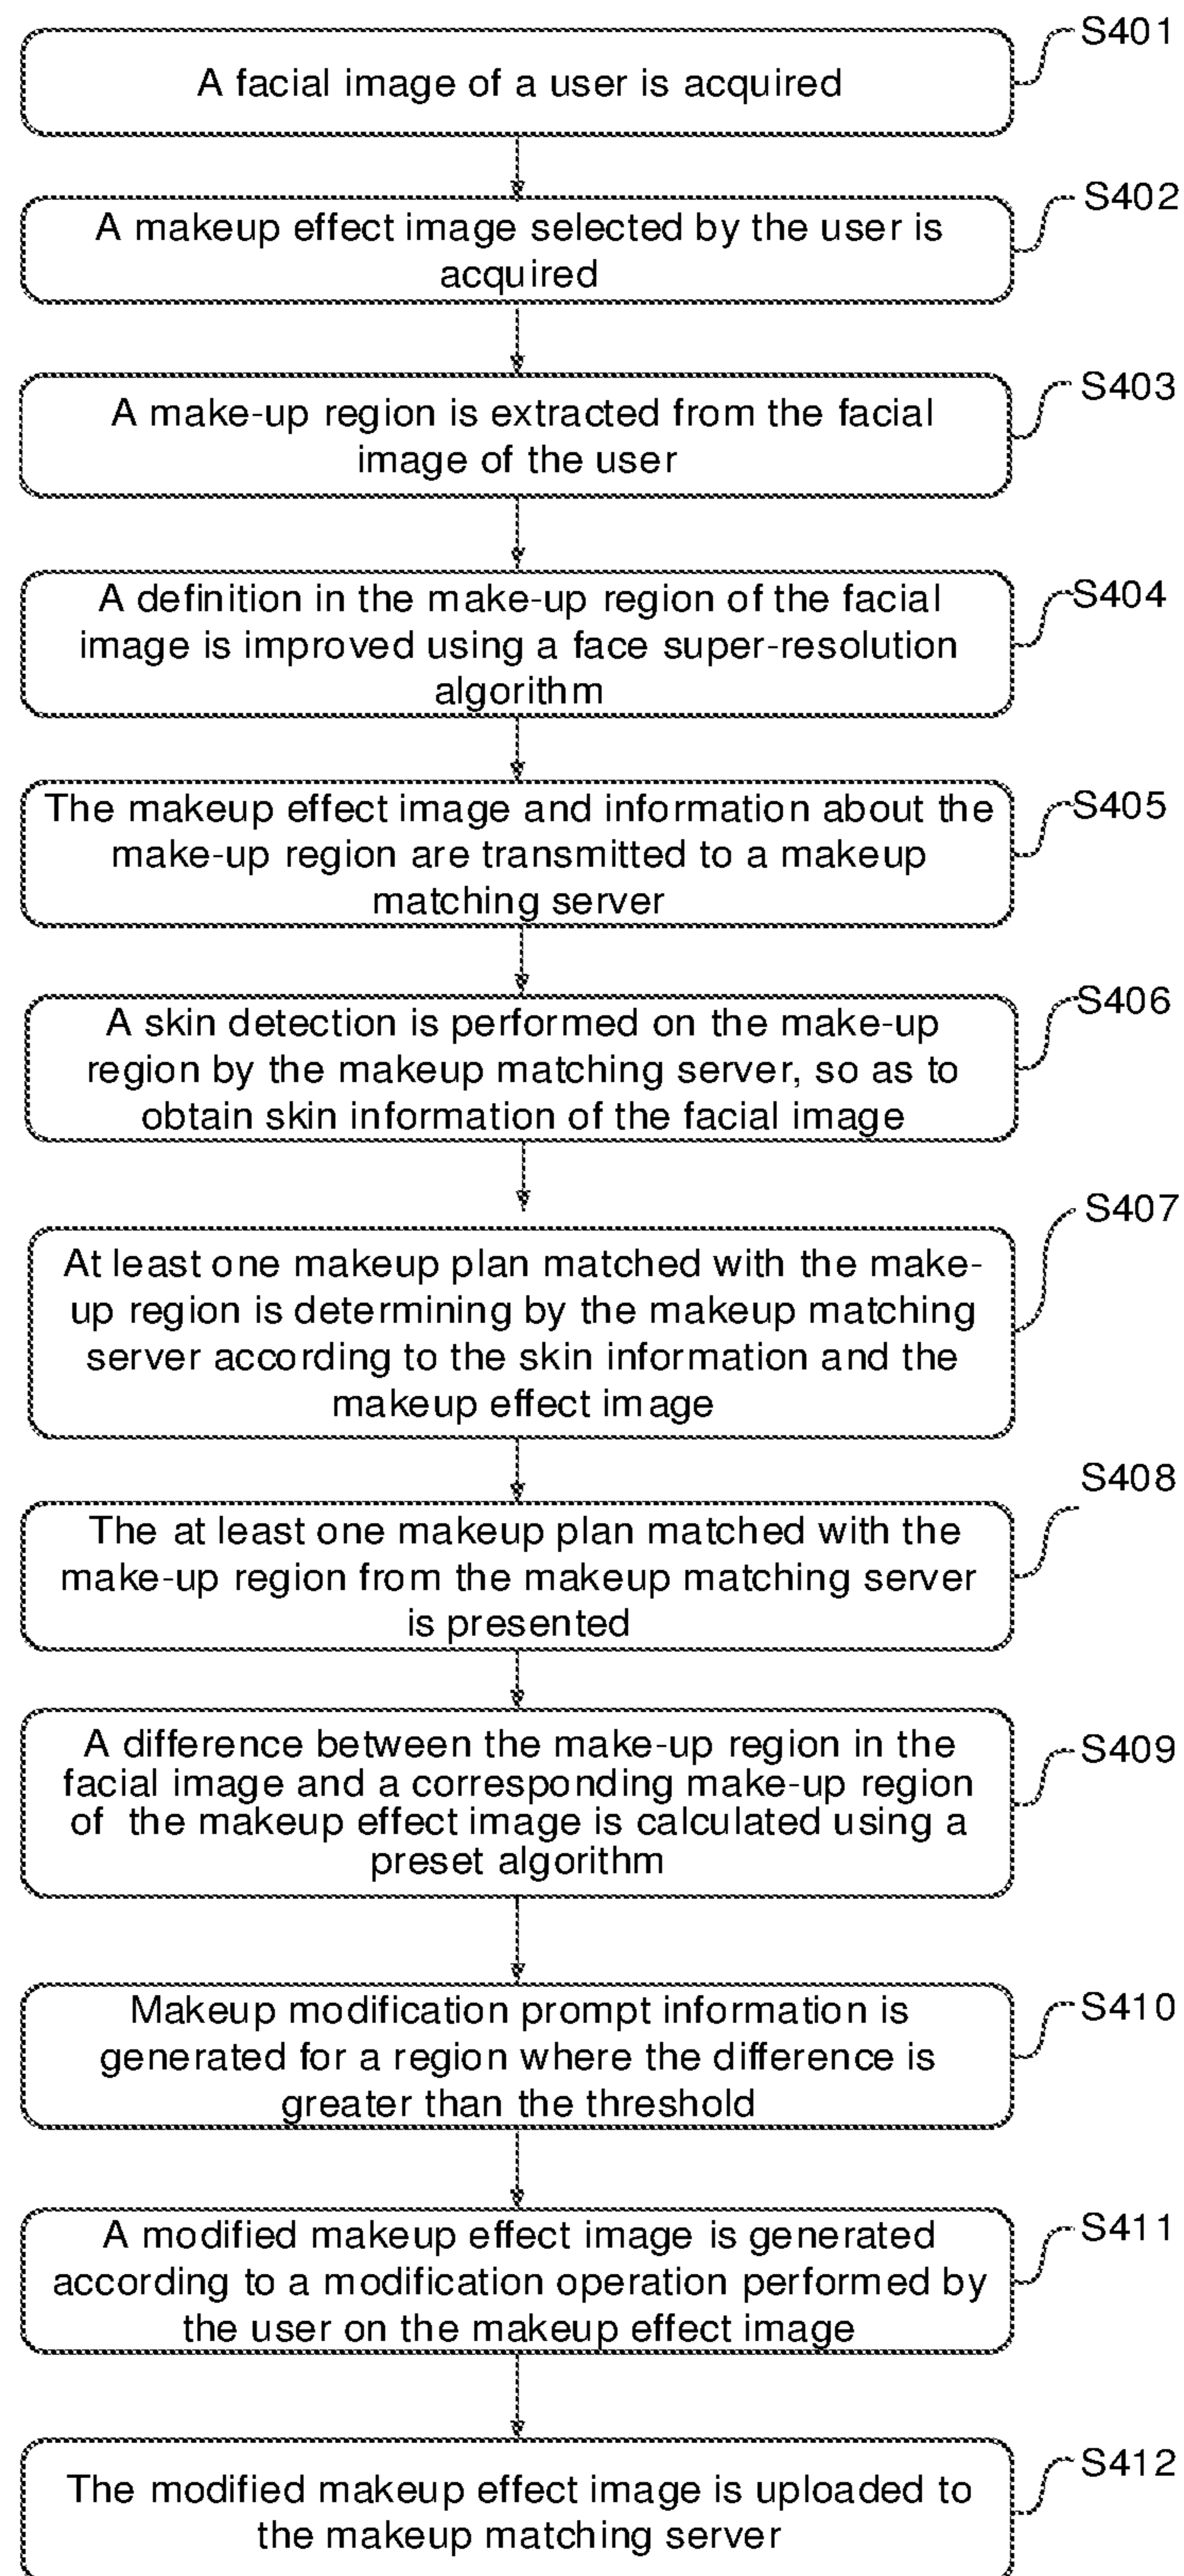 S401
A facial image of a user is acquired
S402
A makeup effect image selected by the user is
acquired
S403
A make-up region is extracted from the facial
image of the user
S404
A definition in the make-up region of the facial
image is improved using a face super-resolution
algorithm
S405
The makeup effect image and information about the
make-up region are transmitted to a makeup
matching server
S406
A skin detection is performed on the make-up
region by the makeup matching server, so as to
obtain skin information of the facial image
S407
At least one makeup plan matched with the make-
up region is determining by the makeup matching
server according to the skin information and the
makeup effect image
S408
The at least one makeup plan matched with the
make-up region from the makeup matching server
is presented
S409
A difference between the make-up region in the
facial image and a corresponding make-up region
of the makeup effect image is calculated using a
preset algorithm
S410
Makeup modification prompt information is
generated for a region where the difference is
greater than the threshold
S411
A modified makeup effect image is generated
according to a modification operation performed by
the user on the makeup effect image
S412
The modified makeup effect image is uploaded to
the makeup matching server